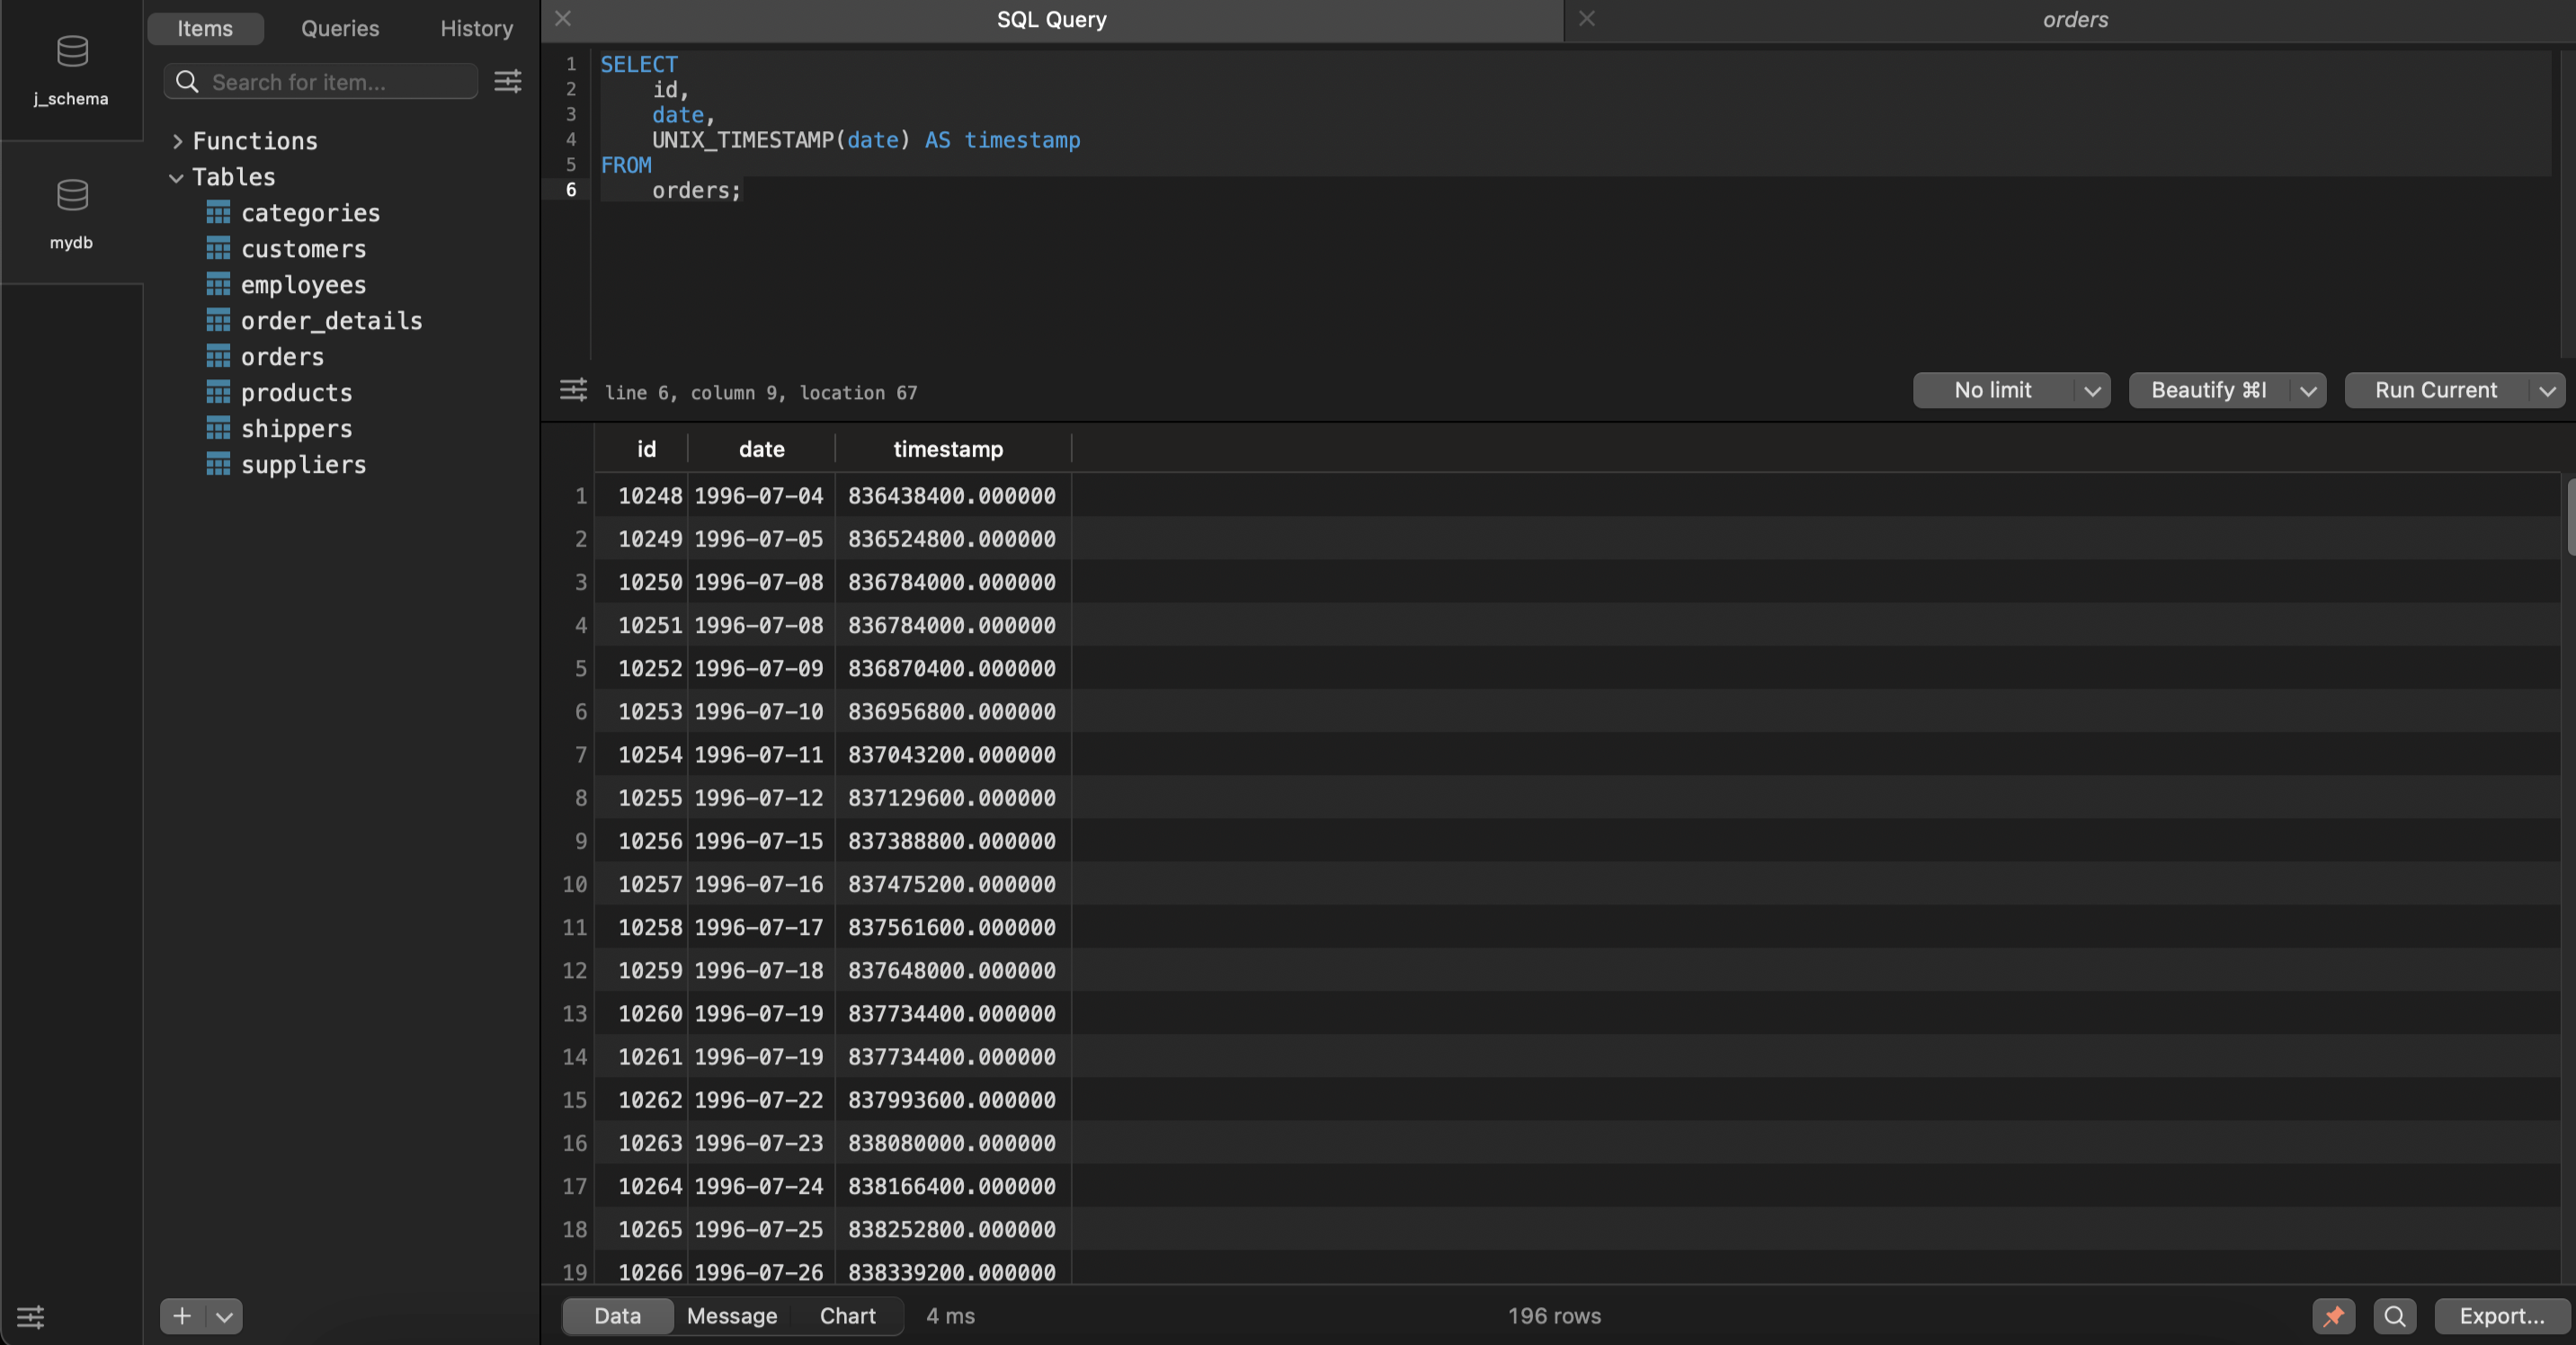 j_schema
mydb
Items Queries History
Search for item...
Functions
Tables
categories
customers
employees
order_details
orders
products
shippers
suppliers
SQL Query
orders
1 SELECT
2 id,
3 date,
4 UNIX_TIMESTAMP(date) AS timestamp
5 FROM
6 orders;
line 6, column 9, location 67
No limit Beautify ⌘I Run Current
id date timestamp
1 10248 1996-07-04 836438400.000000
2 10249 1996-07-05 836524800.000000
3 10250 1996-07-08 836784000.000000
4 10251 1996-07-08 836784000.000000
5 10252 1996-07-09 836870400.000000
6 10253 1996-07-10 836956800.000000
7 10254 1996-07-11 837043200.000000
8 10255 1996-07-12 837129600.000000
9 10256 1996-07-15 837388800.000000
10 10257 1996-07-16 837475200.000000
11 10258 1996-07-17 837561600.000000
12 10259 1996-07-18 837648000.000000
13 10260 1996-07-19 837734400.000000
14 10261 1996-07-19 837734400.000000
15 10262 1996-07-22 837993600.000000
16 10263 1996-07-23 838080000.000000
17 10264 1996-07-24 838166400.000000
18 10265 1996-07-25 838252800.000000
19 10266 1996-07-26 838339200.000000
Data Message Chart 4 ms 196 rows Export...